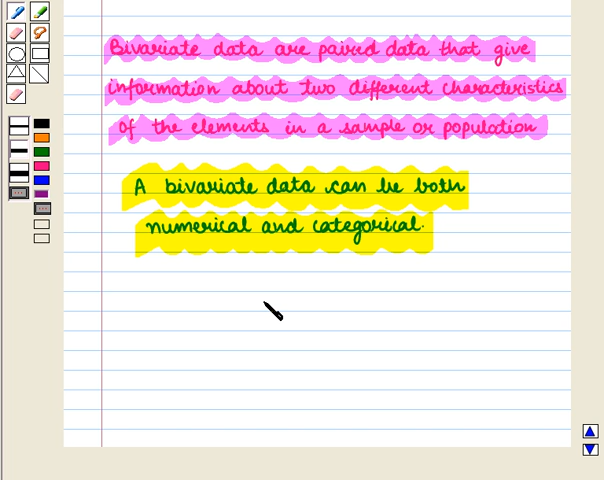 Bivariate data are paired data that give
information about two different characteristics
of the elements in a sample or population
A bivariate data can be both
numerical and categorical.